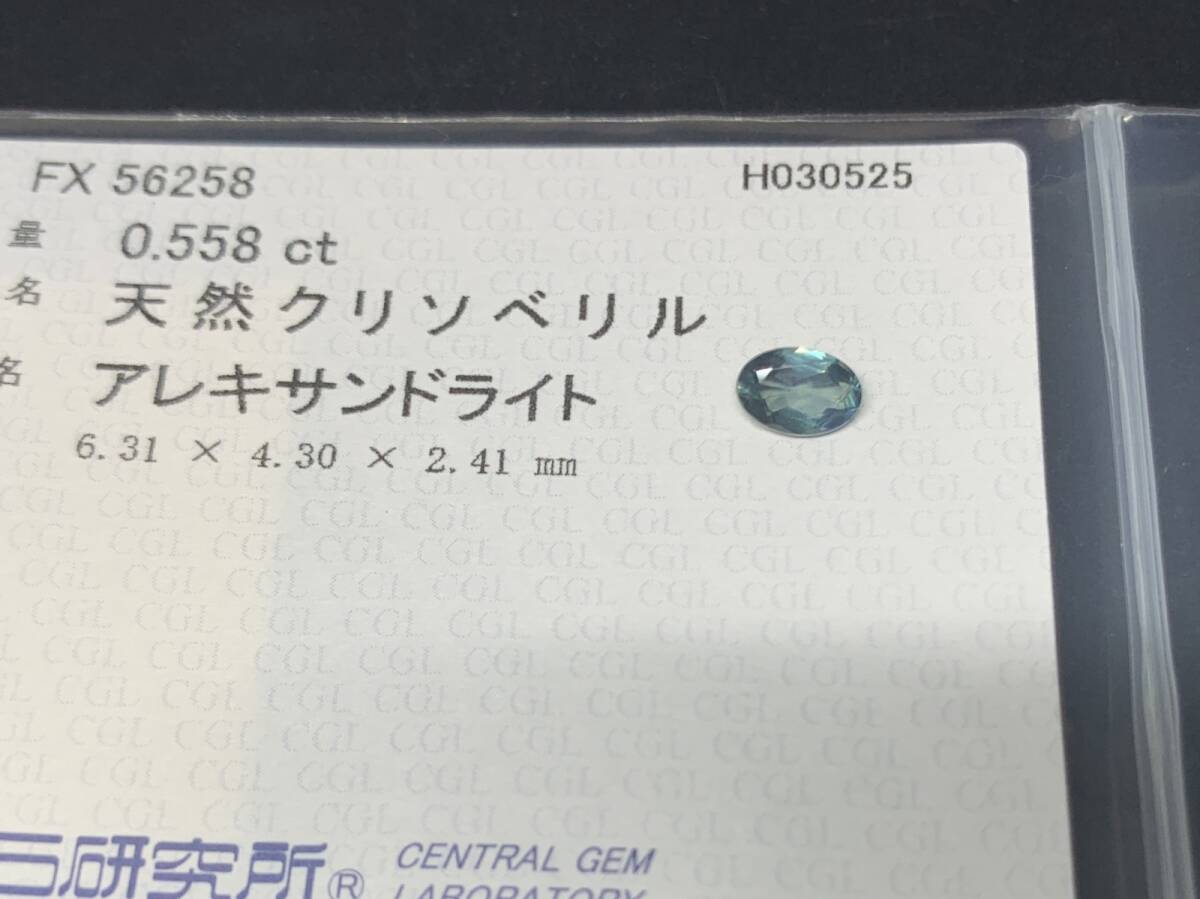 FX 56258
H030525
量 0.558 ct
名 天然クリソベリル
名 アレキサンドライト
6.31 × 4.30 × 2.41 mm
研究所® CENTRAL GEM
LABORATORY